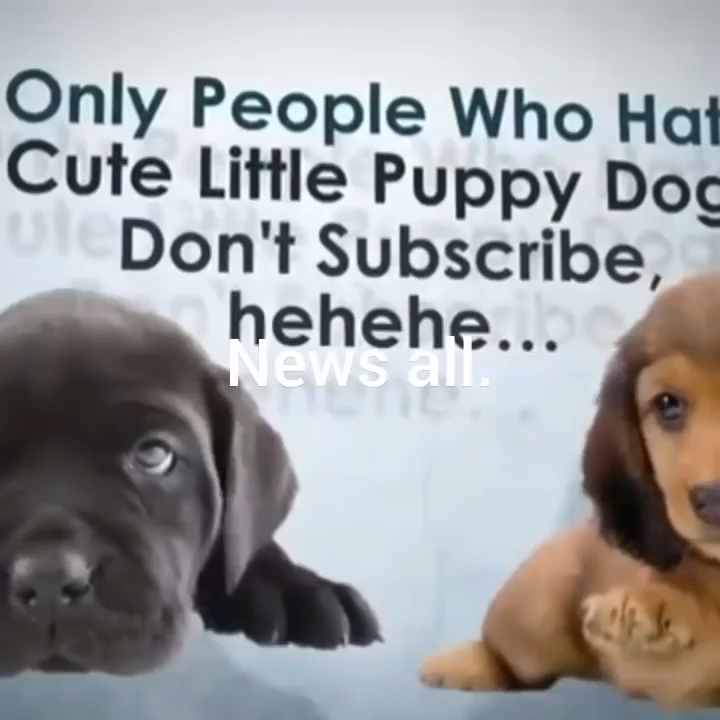 Only People Who Hat
Cute Little Puppy Dog
Don't Subscribe,
hehehe...
News all.